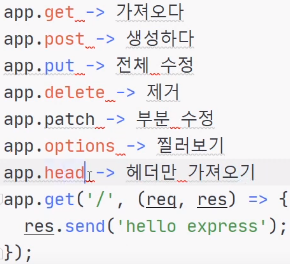 app.get -> 가져오다
app.post -> 생성하다
app.put -> 전체 수정
app.delete -> 제거
app.patch -> 부분 수정
app.options -> 찔러보기
app.head -> 헤더만 가져오기
app.get('/', (req, res) => {
  res.send('hello express');
});